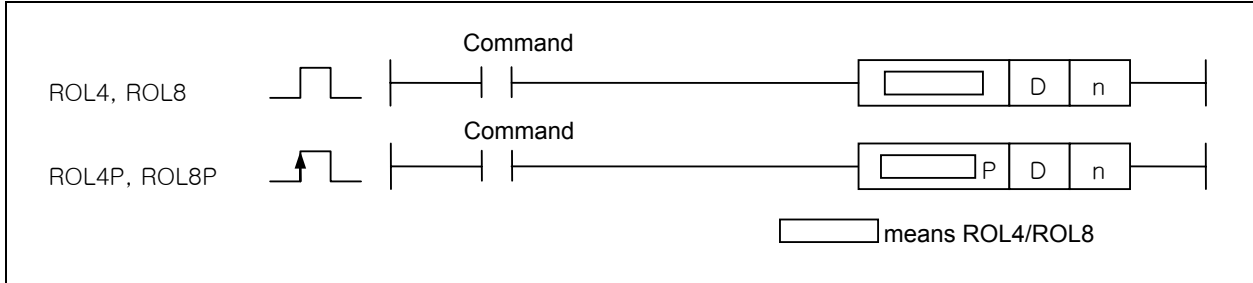 Command
ROL4, ROL8 D n
Command
ROL4P, ROL8P P D n
means ROL4/ROL8